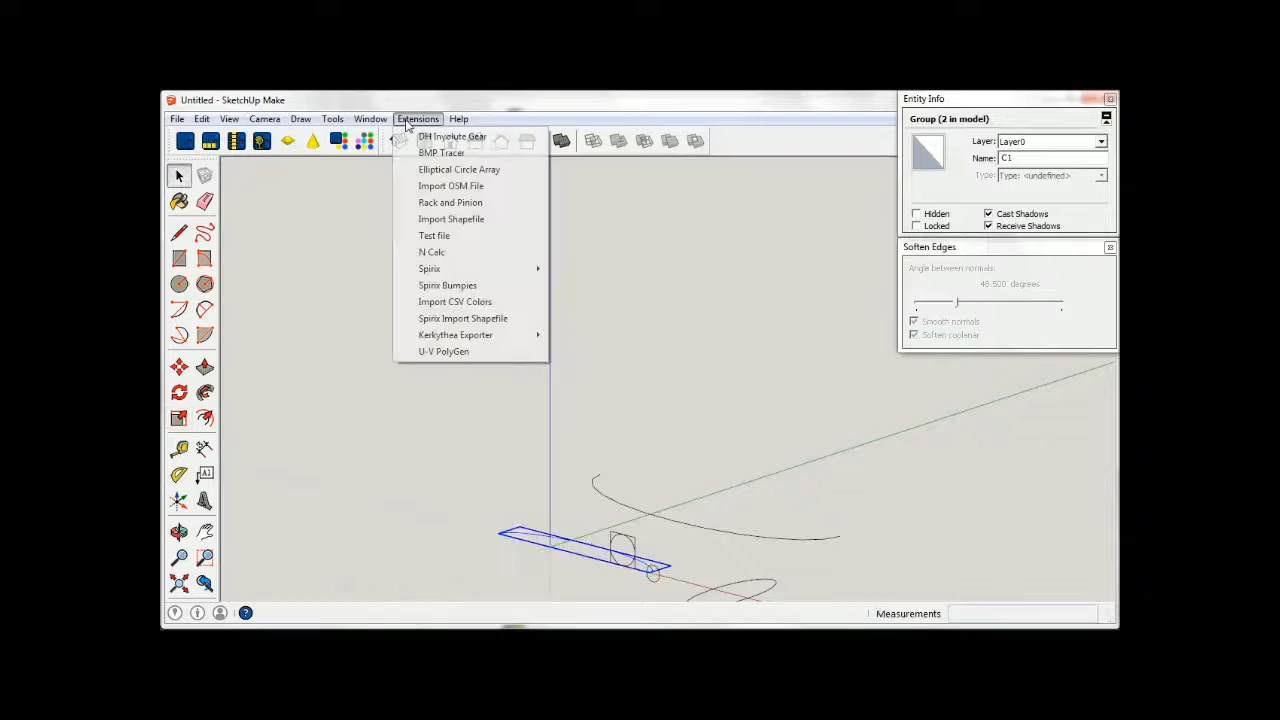 Untitled - SketchUp Make
File Edit View Camera Draw Tools Window Extensions Help
DH Involute Gear
BMP Tracer
Elliptical Circle Array
Import OSM File
Rack and Pinion
Import Shapefile
Test file
N Calc
Spirix
Spirix Bumpies
Import CSV Colors
Spirix Import Shapefile
Kerkythea Exporter
U-V PolyGen
Entity Info
Group (2 in model)
Layer: Layer0
Name: C1
Type: Type: <undefined>
Hidden Cast Shadows
Locked Receive Shadows
Soften Edges
Angle between normals:
48.500 degrees
Smooth normals
Soften coplanar
A1
Measurements